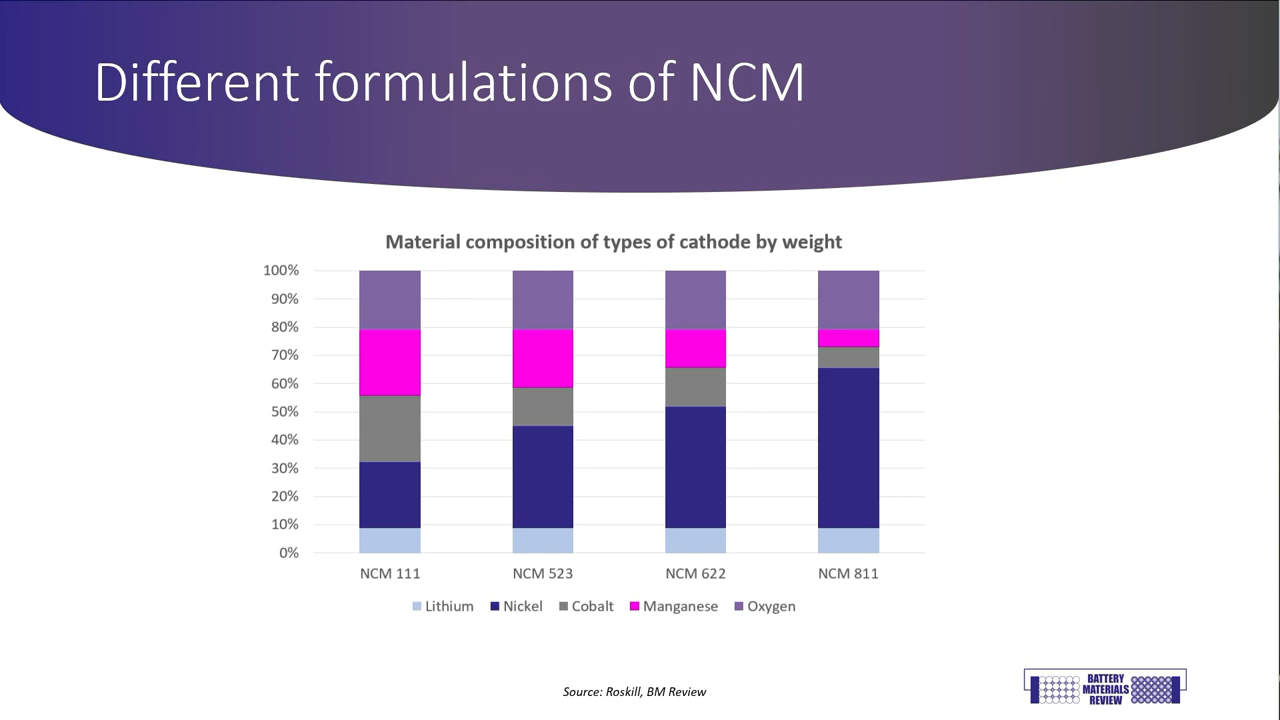 Different formulations of NCM
Material composition of types of cathode by weight
100%
90%
80%
70%
60%
50%
40%
30%
20%
10%
0%
NCM 111 NCM 523 NCM 622 NCM 811
Lithium Nickel Cobalt Manganese Oxygen
Source: Roskill, BM Review
BATTERY
MATERIALS
REVIEW